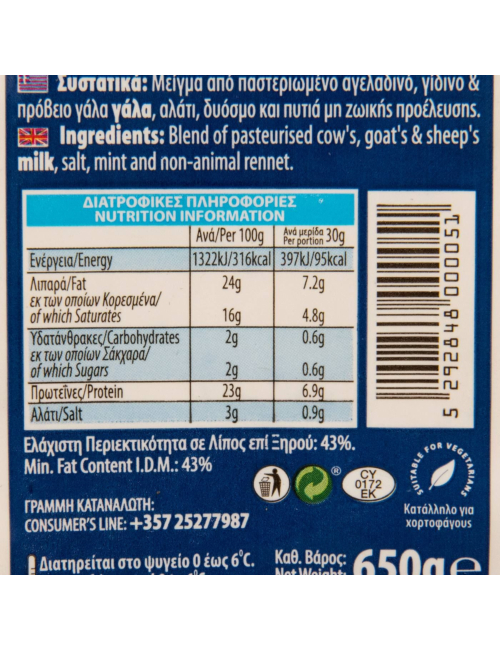 Συστατικά: Μείγμα από παστεριωμένο αγελαδινό, γιδινό &
πρόβειο γάλα γάλα, αλάτι, δυόσμο και πυτιά μη ζωικής προέλευσης.
Ingredients: Blend of pasteurised cow's, goat's & sheep's
milk, salt, mint and non-animal rennet.
ΔΙΑΤΡΟΦΙΚΕΣ ΠΛΗΡΟΦΟΡΙΕΣ
NUTRITION INFORMATION
Ανά/Per 100g
Ανά μερίδα
Per portion 30g
Ενέργεια/Energy 1322kJ/316kcal 397kJ/95kcal
Λιπαρά/Fat 24g 7.2g
εκ των οποίων Κορεσμένα/
of which Saturates 16g 4.8g
Υδατάνθρακες/Carbohydrates 2g 0.6g
εκ των οποίων Σάκχαρα/
of which Sugars 2g 0.6g
Πρωτεΐνες/Protein 23g 6.9g
Αλάτι/Salt 3g 0.9g
5 292848 000051
Ελάχιστη Περιεκτικότητα σε Λίπος επί Ξηρού: 43%.
Min. Fat Content I.D.M.: 43%
®
CY
0172
EK
SUITABLE FOR VEGETARIANS
Κατάλληλο για
χορτοφάγους
ΓΡΑΜΜΗ ΚΑΤΑΝΑΛΩΤΗ:
CONSUMER'S LINE: +357 25277987
Διατηρείται στο ψυγείο 0 έως 6°C.
Καθ. Βάρος:
Net Weight:
650g e